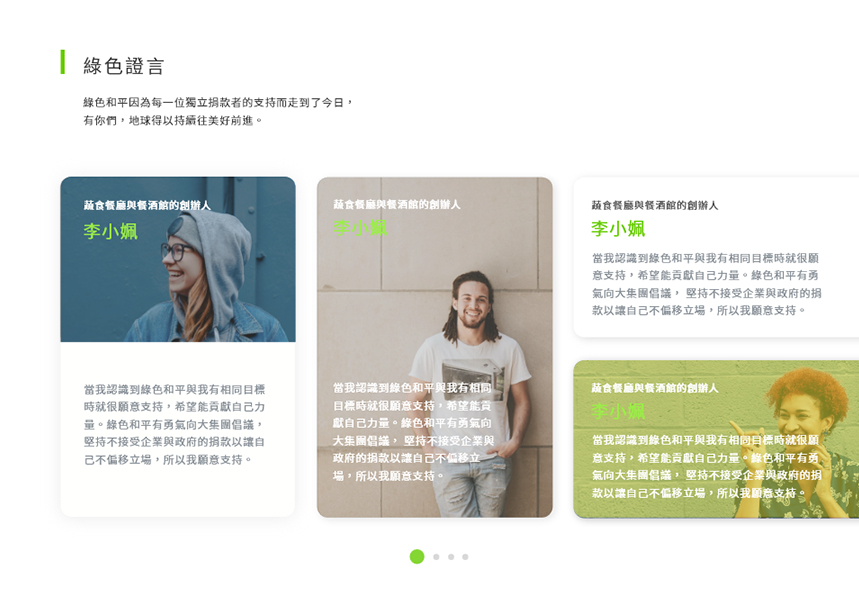 綠色證言
綠色和平因為每一位獨立捐款者的支持而走到了今日，
有你們，地球得以持續往美好前進。
蔬食餐廳與餐酒館的創辦人
李小姵
當我認識到綠色和平與我有相同目標
時就很願意支持，希望能貢獻自己力
量。綠色和平有勇氣向大集團倡議，
堅持不接受企業與政府的捐款以讓自
己不偏移立場，所以我願意支持。
蔬食餐廳與餐酒館的創辦人
李小姵
當我認識到綠色和平與我有相同
目標時就很願意支持，希望能貢
獻自己力量。綠色和平有勇氣向
大集團倡議， 堅持不接受企業與
政府的捐款以讓自己不偏移立
場，所以我願意支持。
蔬食餐廳與餐酒館的創辦人
李小姵
當我認識到綠色和平與我有相同目標時就很願
意支持，希望能貢獻自己力量。綠色和平有勇
氣向大集團倡議， 堅持不接受企業與政府的捐
款以讓自己不偏移立場，所以我願意支持。
蔬食餐廳與餐酒館的創辦人
李小姵
當我認識到綠色和平與我有相同目標時就很願
意支持，希望能貢獻自己力量。綠色和平有勇
氣向大集團倡議， 堅持不接受企業與政府的捐
款以讓自己不偏移立場，所以我願意支持。